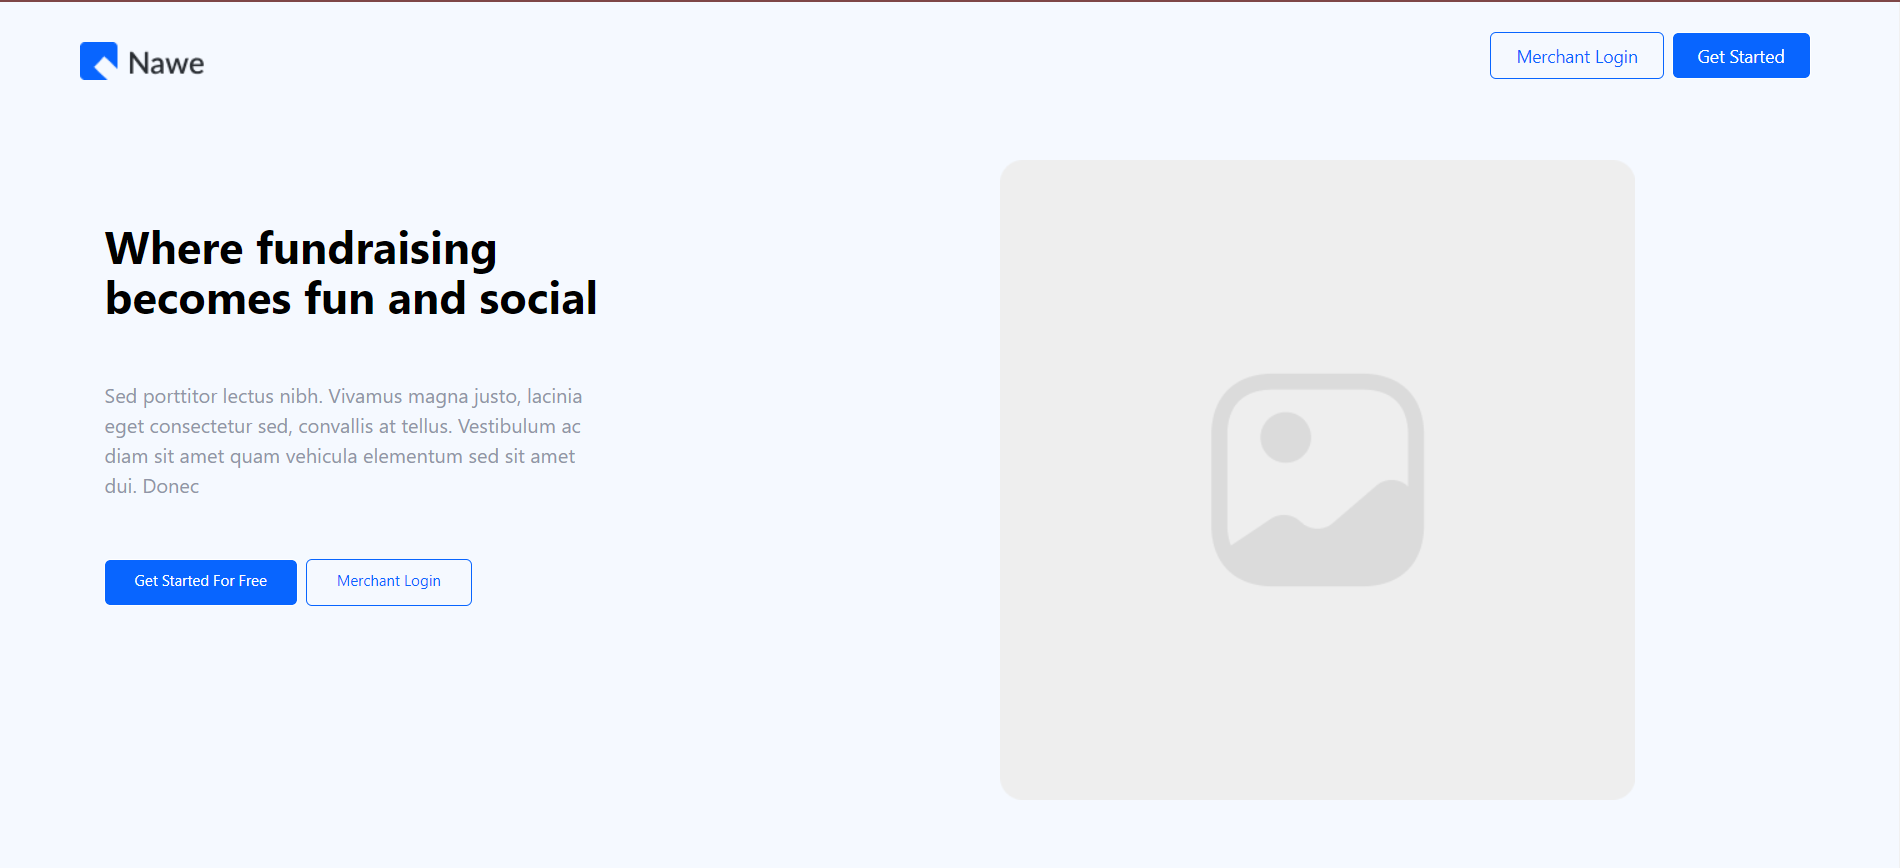 Nawe
Merchant Login
Get Started
Where fundraising
becomes fun and social
Sed porttitor lectus nibh. Vivamus magna justo, lacinia
eget consectetur sed, convallis at tellus. Vestibulum ac
diam sit amet quam vehicula elementum sed sit amet
dui. Donec
Get Started For Free
Merchant Login